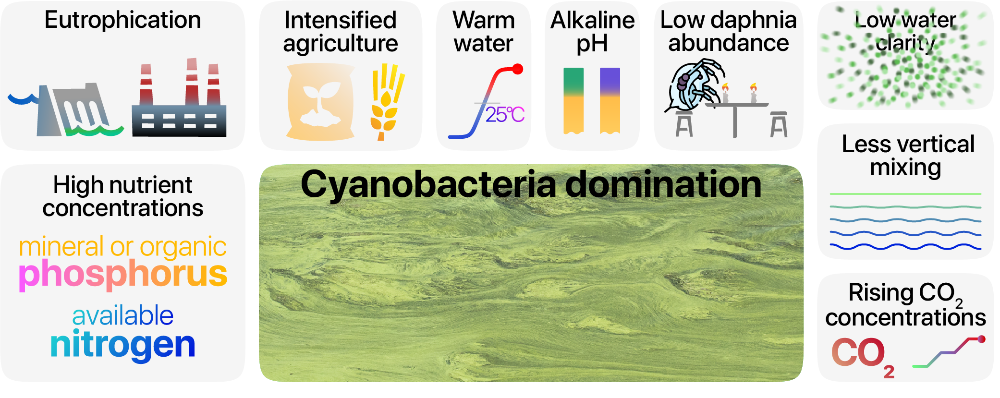 Eutrophication
Intensified
agriculture
Warm
water
25°C
Alkaline
pH
Low daphnia
abundance
Low water
clarity
High nutrient
concentrations
mineral or organic
phosphorus
available
nitrogen
Cyanobacteria domination
Less vertical
mixing
Rising CO₂
concentrations
CO₂